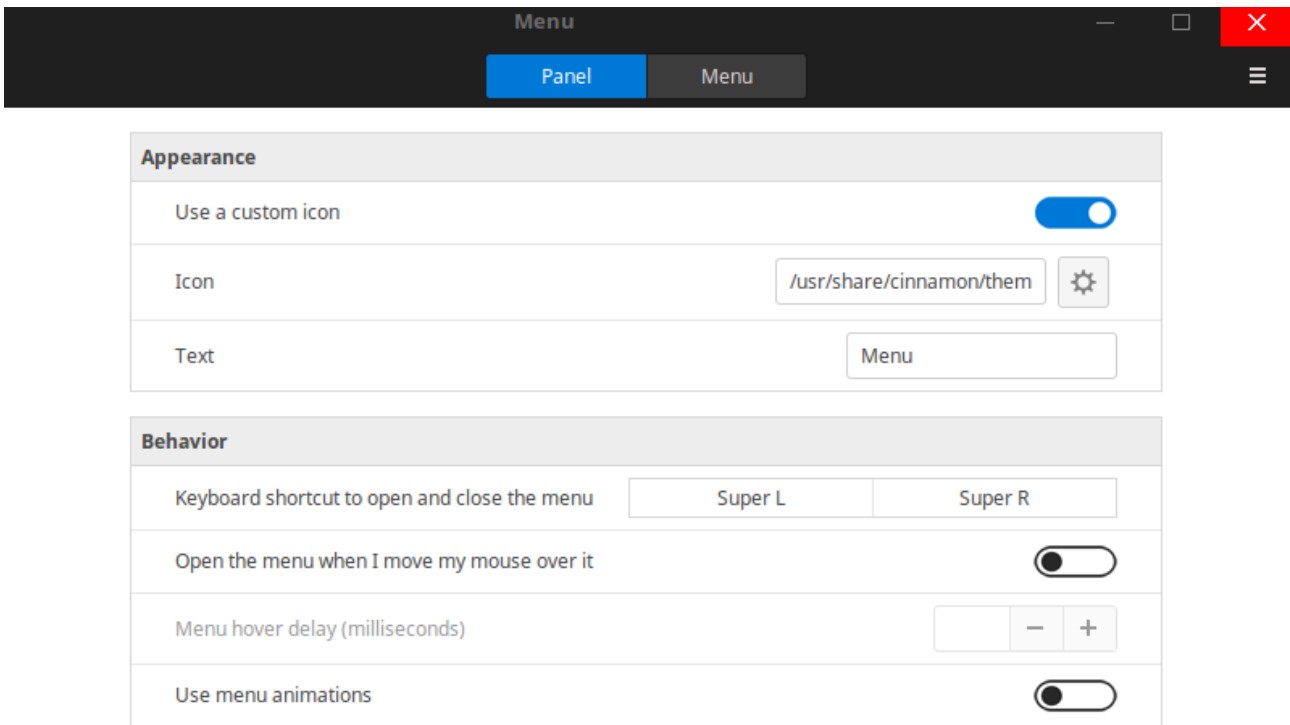 Menu
Panel Menu
Appearance
Use a custom icon
Icon /usr/share/cinnamon/them
Text Menu
Behavior
Keyboard shortcut to open and close the menu Super L Super R
Open the menu when I move my mouse over it
Menu hover delay (milliseconds)
Use menu animations